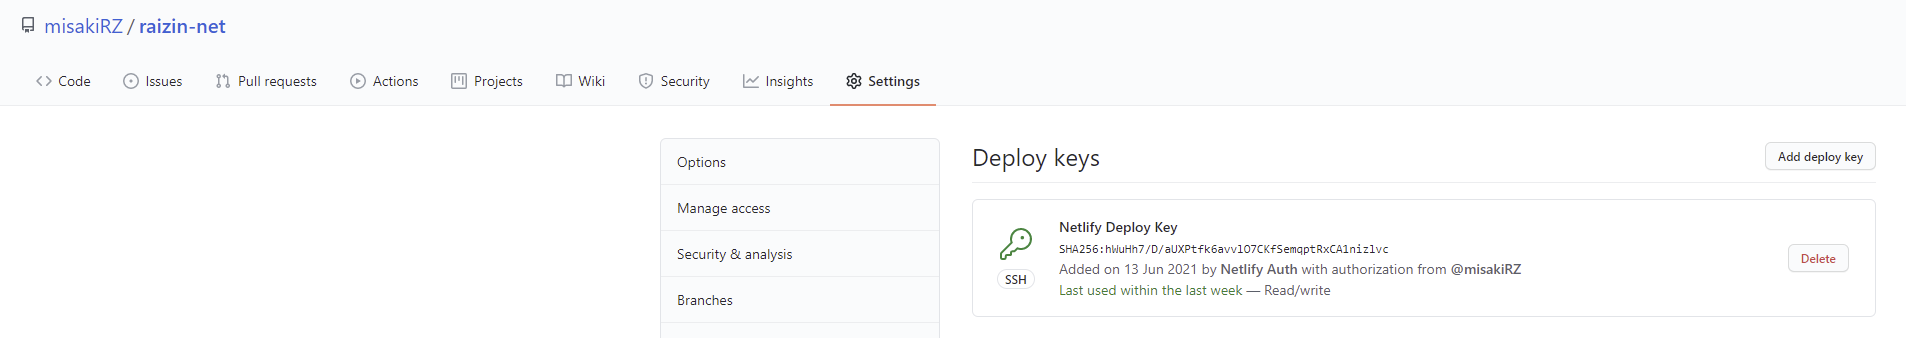 misakiRZ / raizin-net
Code Issues Pull requests Actions Projects Wiki Security Insights Settings
Options
Manage access
Security & analysis
Branches
Deploy keys
Add deploy key
Netlify Deploy Key
SHA256:hWuHh7/D/aUXPtfk6avvlO7CKfSemqptRxCA1nizlvc
Added on 13 Jun 2021 by Netlify Auth with authorization from @misakiRZ
Last used within the last week — Read/write
SSH
Delete